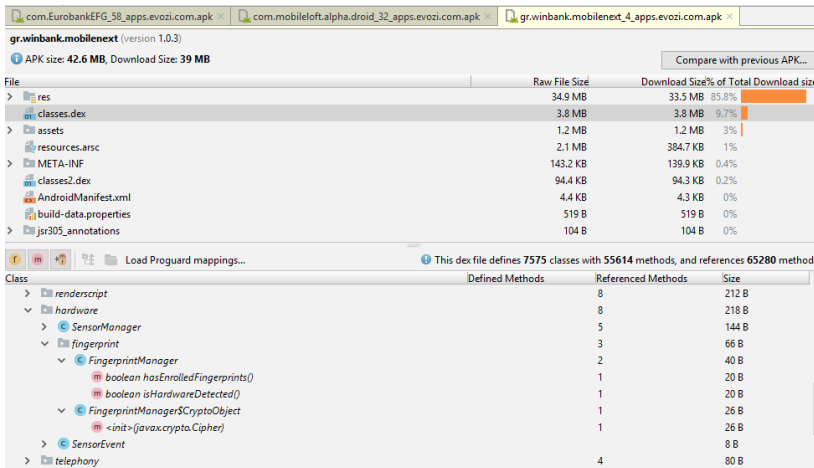 com.EurobankEFG_58_apps.evozi.com.apk × com.mobileloft.alpha.droid_32_apps.evozi.com.apk × gr.winbank.mobilenext_4_apps.evozi.com.apk ×
gr.winbank.mobilenext (version 1.0.3)
APK size: 42.6 MB, Download Size: 39 MB
Compare with previous APK...
File Raw File Size Download Size % of Total Download size
res 34.9 MB 33.5 MB 85.8%
classes.dex 3.8 MB 3.8 MB 9.7%
assets 1.2 MB 1.2 MB 3%
resources.arsc 2.1 MB 384.7 KB 1%
META-INF 143.2 KB 139.9 KB 0.4%
classes2.dex 94.4 KB 94.3 KB 0.2%
AndroidManifest.xml 4.4 KB 4.3 KB 0%
build-data.properties 519 B 519 B 0%
jsr305_annotations 104 B 104 B 0%
f m Load Proguard mappings... This dex file defines 7575 classes with 55614 methods, and references 65280 method
Class Defined Methods Referenced Methods Size
renderscript 8 212 B
hardware 8 218 B
SensorManager 5 144 B
fingerprint 3 66 B
FingerprintManager 2 40 B
boolean hasEnrolledFingerprints() 1 20 B
boolean isHardwareDetected() 1 20 B
FingerprintManager$CryptoObject 1 26 B
<init>(javax.crypto.Cipher) 1 26 B
SensorEvent 8 B
telephony 4 80 B